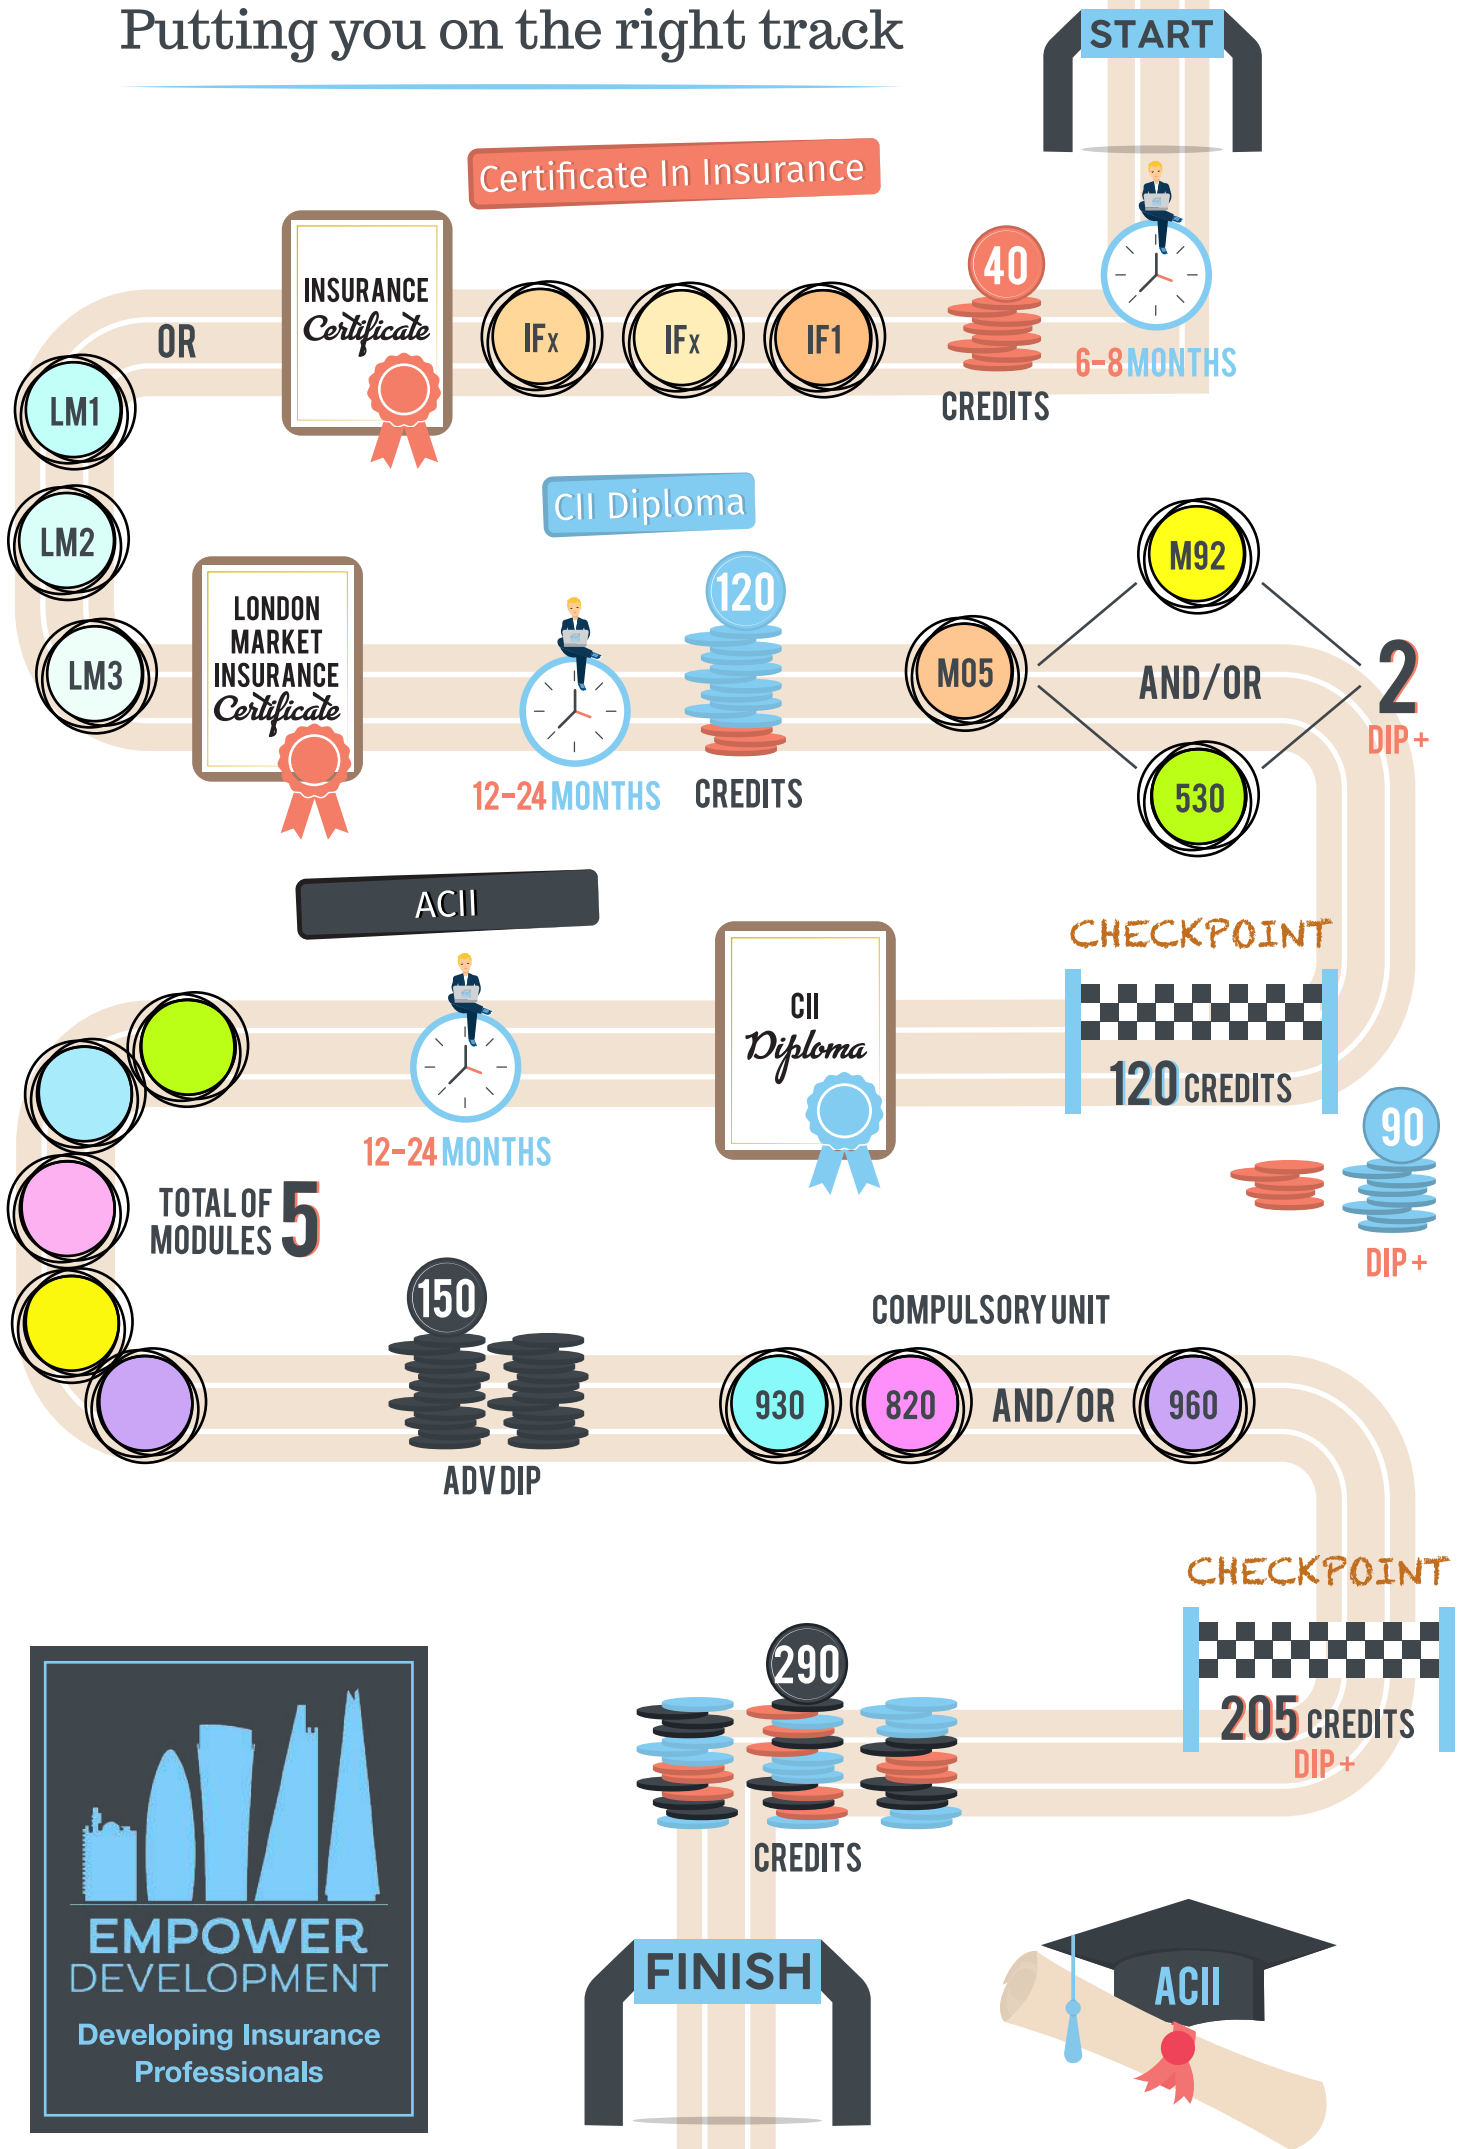 Putting you on the right track
START
Certificate In Insurance
INSURANCE
Certificate
OR
IFx
IFx
IF1
40
CREDITS
6-8 MONTHS
LM1
LM2
LM3
CII Diploma
LONDON
MARKET
INSURANCE
Certificate
12-24 MONTHS
120
CREDITS
M05
M92
AND/OR
530
2
DIP +
ACII
12-24 MONTHS
CII
Diploma
CHECKPOINT
120 CREDITS
90
DIP +
TOTAL OF
MODULES 5
150
ADV DIP
COMPULSORY UNIT
930
820
AND/OR
960
CHECKPOINT
205 CREDITS
DIP +
290
CREDITS
EMPOWER
DEVELOPMENT
Developing Insurance
Professionals
FINISH
ACII